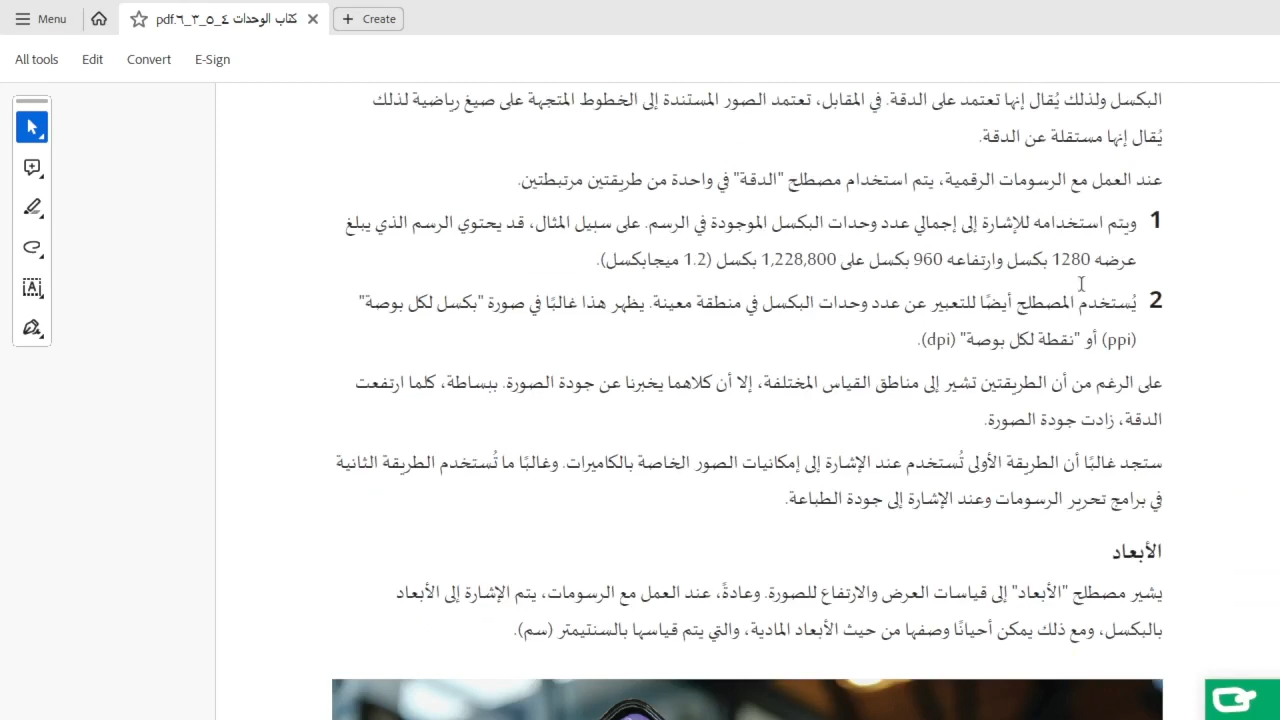 Menu
كتاب الوحدات ٤_٥_٣_٦.pdf
Create
All tools Edit Convert E-Sign
البكسل ولذلك يُقال إنها تعتمد على الدقة. في المقابل، تعتمد الصور المستندة إلى الخطوط المتجهة على صيغ رياضية لذلك
يُقال إنها مستقلة عن الدقة.
عند العمل مع الرسومات الرقمية، يتم استخدام مصطلح "الدقة" في واحدة من طريقتين مرتبطتين.
1 ويتم استخدامه للإشارة إلى إجمالي عدد وحدات البكسل الموجودة في الرسم. على سبيل المثال، قد يحتوي الرسم الذي يبلغ
عرضه 1280 بكسل وارتفاعه 960 بكسل على 1,228,800 بكسل (1.2 ميجابكسل).
2 يُستخدم المصطلح أيضًا للتعبير عن عدد وحدات البكسل في منطقة معينة. يظهر هذا غالبًا في صورة "بكسل لكل بوصة"
(ppi) أو "نقطة لكل بوصة" (dpi).
على الرغم من أن الطريقتين تشير إلى مناطق القياس المختلفة، إلا أن كلاهما يخبرنا عن جودة الصورة. ببساطة، كلما ارتفعت
الدقة، زادت جودة الصورة.
ستجد غالبًا أن الطريقة الأولى تُستخدم عند الإشارة إلى إمكانيات الصور الخاصة بالكاميرات. وغالبًا ما تُستخدم الطريقة الثانية
في برامج تحرير الرسومات وعند الإشارة إلى جودة الطباعة.
الأبعاد
يشير مصطلح "الأبعاد" إلى قياسات العرض والارتفاع للصورة. وعادةً، عند العمل مع الرسومات، يتم الإشارة إلى الأبعاد
بالبكسل، ومع ذلك يمكن أحيانًا وصفها من حيث الأبعاد المادية، والتي يتم قياسها بالسنتيمتر (سم).